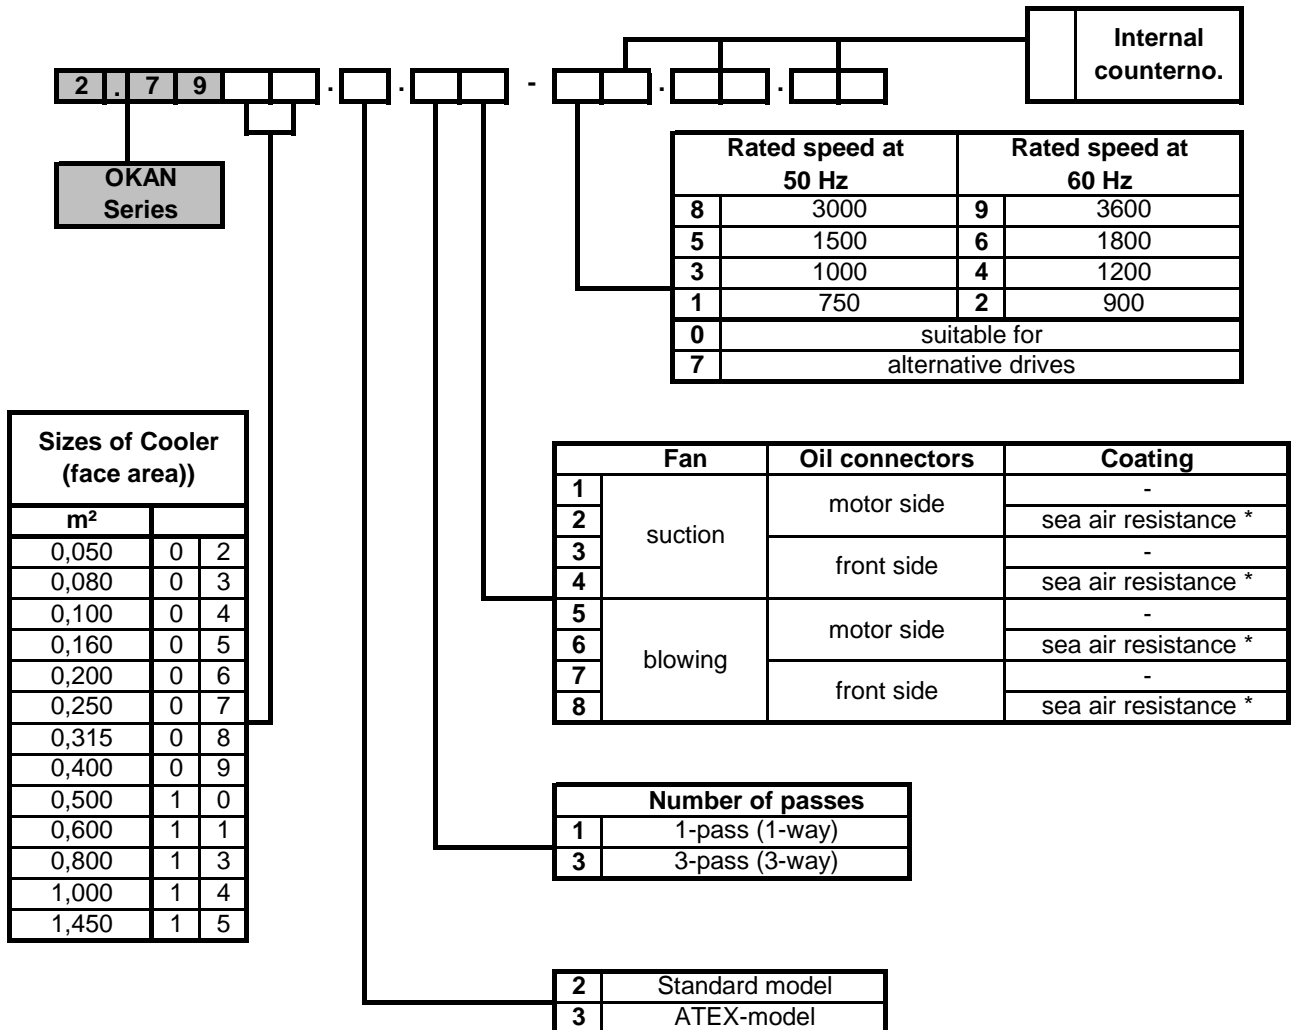 Internal
counterno.
2 . 7 9 . . - . .
OKAN
Series
Rated speed at
50 Hz
Rated speed at
60 Hz
8 3000 9 3600
5 1500 6 1800
3 1000 4 1200
1 750 2 900
0 suitable for
7 alternative drives
Sizes of Cooler
(face area))
m²
0,050 0 2
0,080 0 3
0,100 0 4
0,160 0 5
0,200 0 6
0,250 0 7
0,315 0 8
0,400 0 9
0,500 1 0
0,600 1 1
0,800 1 3
1,000 1 4
1,450 1 5
Fan Oil connectors Coating
1 suction motor side -
2 sea air resistance *
3 front side -
4 sea air resistance *
5 blowing motor side -
6 sea air resistance *
7 front side -
8 sea air resistance *
Number of passes
1 1-pass (1-way)
3 3-pass (3-way)
2 Standard model
3 ATEX-model